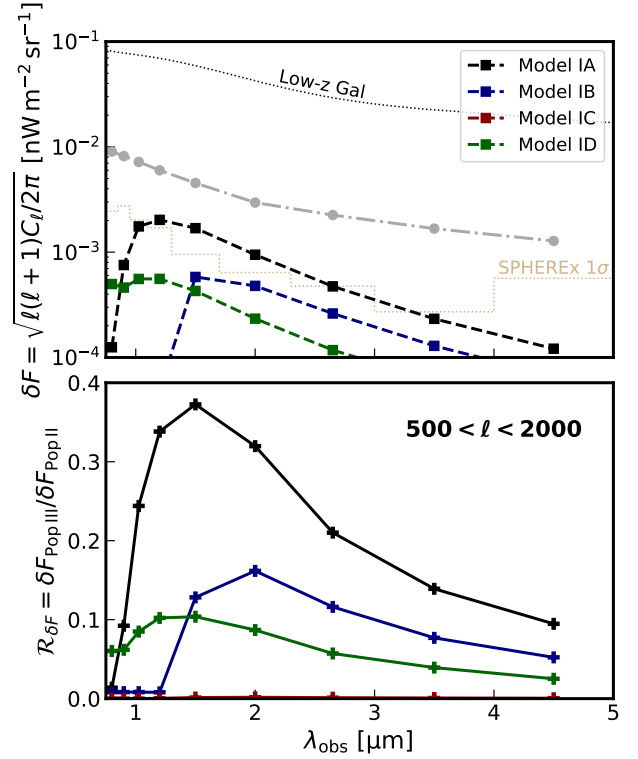 δF = √ℓ(ℓ + 1)C_ℓ/2π [nW m⁻² sr⁻¹]
10⁻¹
10⁻²
10⁻³
10⁻⁴
Low-z Gal
Model IA
Model IB
Model IC
Model ID
SPHEREx 1σ
R_δF = δF_Pop III/δF_Pop II
0.4
0.3
0.2
0.1
0.0
500 < ℓ < 2000
1 2 3 4 5
λ_obs [μm]